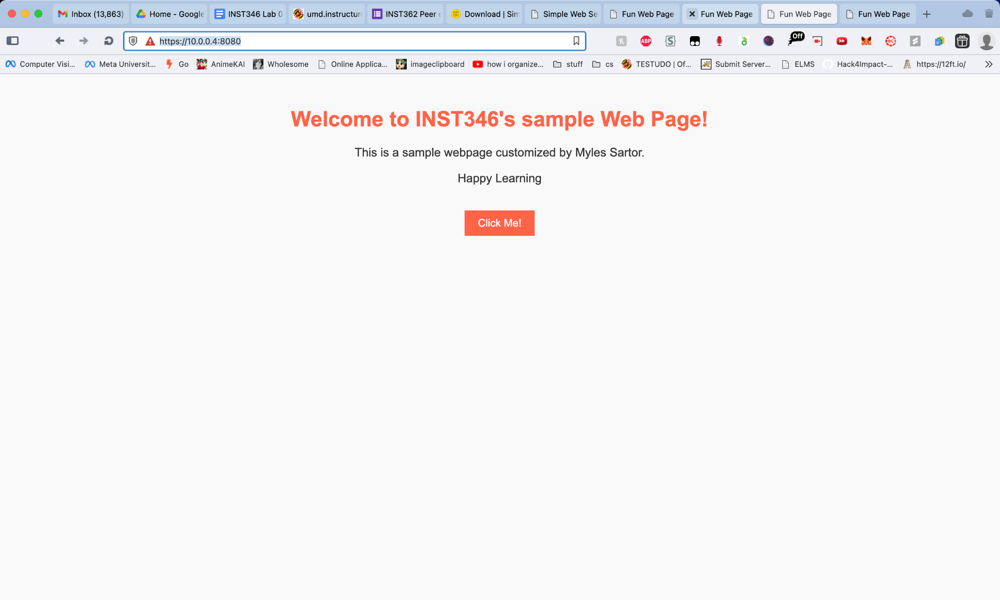 Inbox (13,863) Home - Google INST346 Lab 0 umd.instructure INST362 Peer e Download | Sim Simple Web Se Fun Web Page Fun Web Page Fun Web Page Fun Web Page
https://10.0.0.4:8080 ABP Off BC
Computer Visi... Meta Universit... Go AnimeKAI Wholesome Online Applica... imageclipboard how i organize... stuff cs TESTUDO | Of... Submit Server... ELMS Hack4Impact-... https://12ft.io/
Welcome to INST346's sample Web Page!
This is a sample webpage customized by Myles Sartor.
Happy Learning
Click Me!